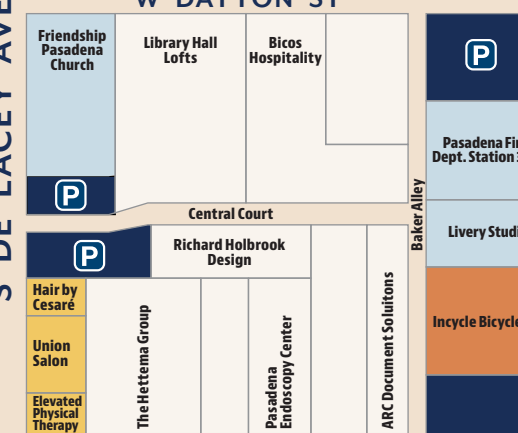 W DAYTON ST
S DE LACEY AVE
Friendship
Pasadena
Church
Library Hall
Lofts
Bicos
Hospitality
P
Pasadena Fi
Dept. Station
P
Central Court
Baker Alley
Livery Studi
P
Richard Holbrook
Design
Hair by
Cesaré
Union
Salon
Elevated
Physical
Therapy
The Hettema Group
Pasadena
Endoscopy Center
ARC Document Soluitons
Incycle Bicycle